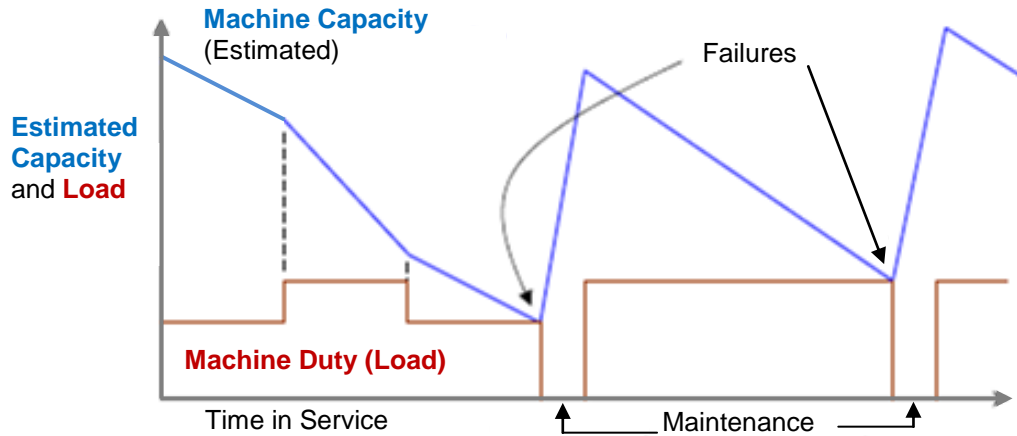 Machine Capacity
(Estimated)
Failures
Estimated
Capacity
and Load
Machine Duty (Load)
Time in Service
Maintenance